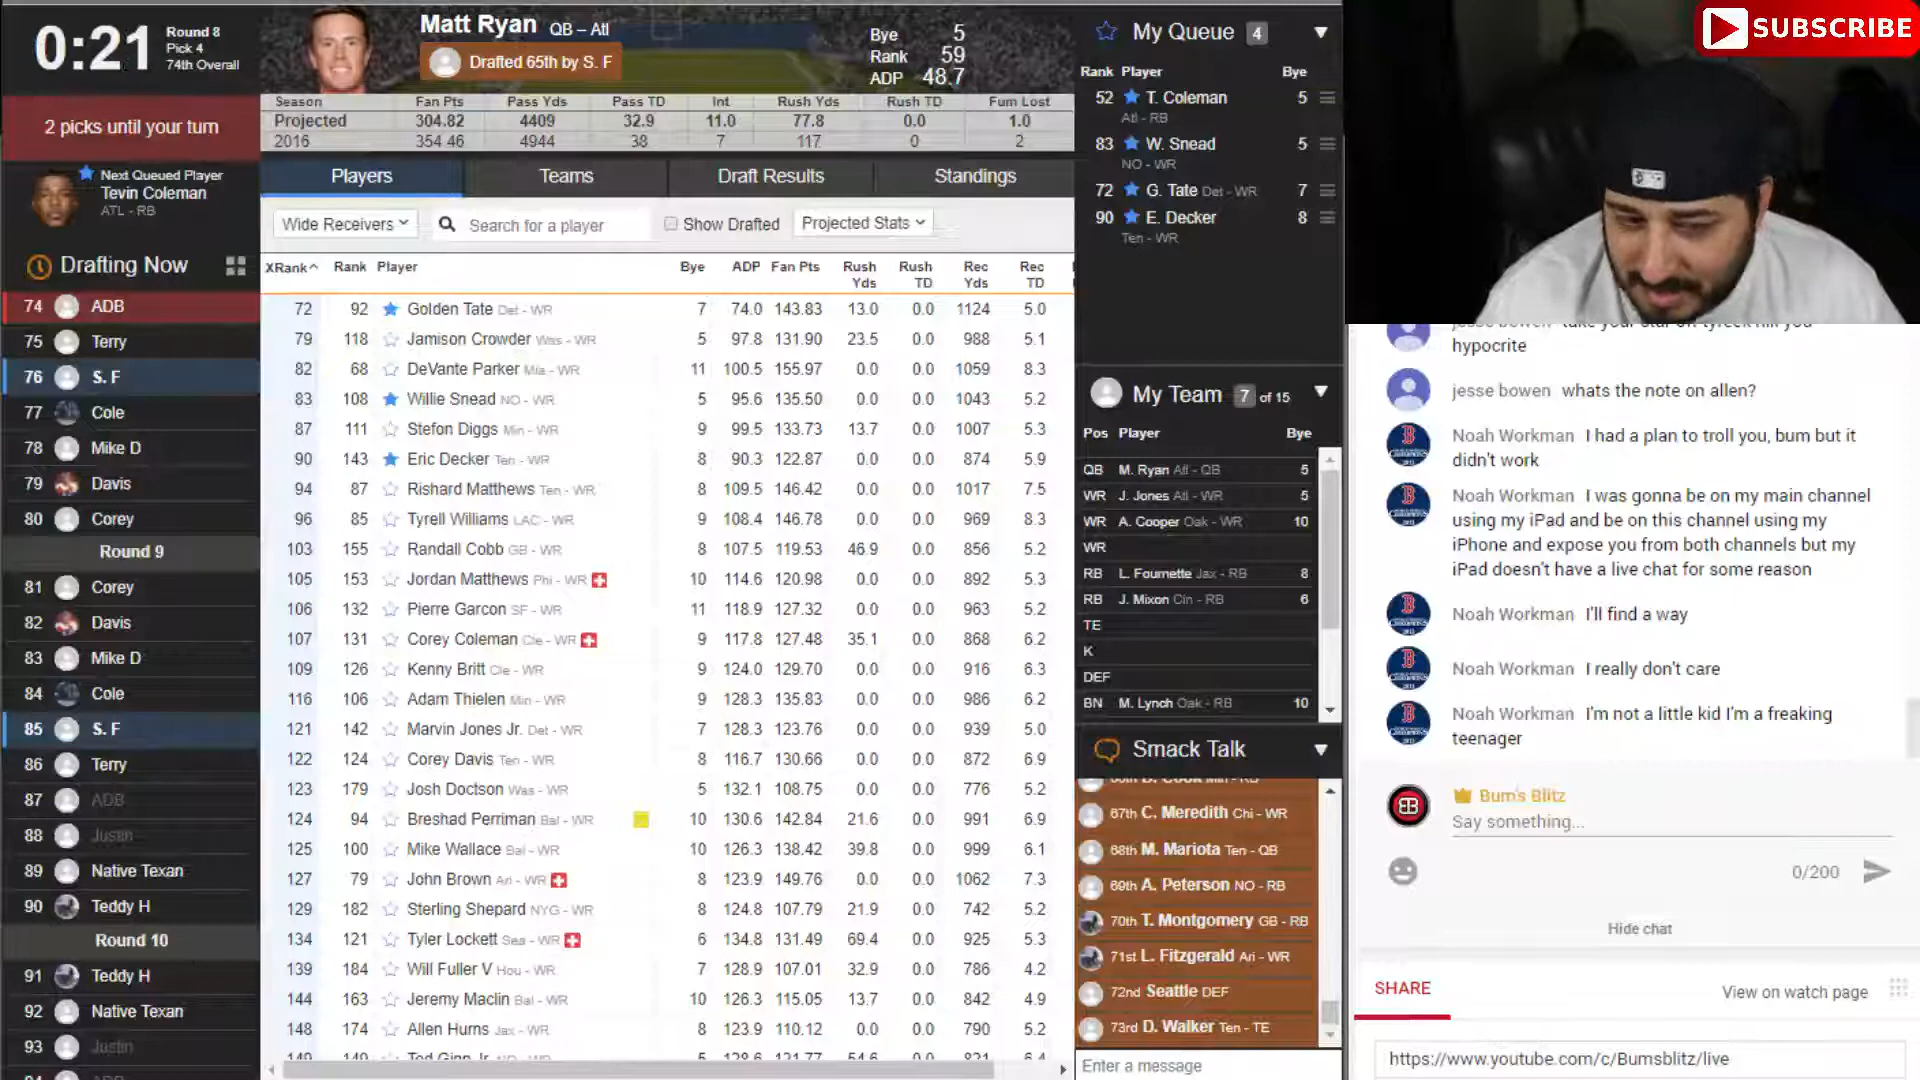 0:21
Round 8
Pick 4
74th Overall
2 picks until your turn
Next Queued Player
Tevin Coleman
ATL - RB
Drafting Now
74 ADB
75 Terry
76 S. F
77 Cole
78 Mike D
79 Davis
80 Corey
Round 9
81 Corey
82 Davis
83 Mike D
84 Cole
85 S. F
86 Terry
87 ADB
88 Justin
89 Native Texan
90 Teddy H
Round 10
91 Teddy H
92 Native Texan
93 Justin
Matt Ryan QB – Atl
Drafted 65th by S. F
Bye 5
Rank 59
ADP 48.7
Season Fan Pts Pass Yds Pass TD Int Rush Yds Rush TD Fum Lost
Projected 304.82 4409 32.9 11.0 77.8 0.0 1.0
2016 354.46 4944 38 7 117 0 2
Players Teams Draft Results Standings
Wide Receivers Search for a player Show Drafted Projected Stats
XRank Rank Player Bye ADP Fan Pts Rush Yds Rush TD Rec Yds Rec TD
72 92 Golden Tate Det - WR 7 74.0 143.83 13.0 0.0 1124 5.0
79 118 Jamison Crowder Was - WR 5 97.8 131.90 23.5 0.0 988 5.1
82 68 DeVante Parker Mia - WR 11 100.5 155.97 0.0 0.0 1059 8.3
83 108 Willie Snead NO - WR 5 95.6 135.50 0.0 0.0 1043 5.2
87 111 Stefon Diggs Min - WR 9 99.5 133.73 13.7 0.0 1007 5.3
90 143 Eric Decker Ten - WR 8 90.3 122.87 0.0 0.0 874 5.9
94 87 Rishard Matthews Ten - WR 8 109.5 146.42 0.0 0.0 1017 7.5
96 85 Tyrell Williams LAC - WR 9 108.4 146.78 0.0 0.0 969 8.3
103 155 Randall Cobb GB - WR 8 107.5 119.53 46.9 0.0 856 5.2
105 153 Jordan Matthews Phi - WR 10 114.6 120.98 0.0 0.0 892 5.3
106 132 Pierre Garcon SF - WR 11 118.9 127.32 0.0 0.0 963 5.2
107 131 Corey Coleman Cle - WR 9 117.8 127.48 35.1 0.0 868 6.2
109 126 Kenny Britt Cle - WR 9 124.0 129.70 0.0 0.0 916 6.3
116 106 Adam Thielen Min - WR 9 128.3 135.83 0.0 0.0 986 6.2
121 142 Marvin Jones Jr. Det - WR 7 128.3 123.76 0.0 0.0 939 5.0
122 124 Corey Davis Ten - WR 8 116.7 130.66 0.0 0.0 872 6.9
123 179 Josh Doctson Was - WR 5 132.1 108.75 0.0 0.0 776 5.2
124 94 Breshad Perriman Bal - WR 10 130.6 142.84 21.6 0.0 991 6.9
125 100 Mike Wallace Bal - WR 10 126.3 138.42 39.8 0.0 999 6.1
127 79 John Brown Ari - WR 8 123.9 149.76 0.0 0.0 1062 7.3
129 182 Sterling Shepard NYG - WR 8 124.8 107.79 21.9 0.0 742 5.2
134 121 Tyler Lockett Sea - WR 6 134.8 131.49 69.4 0.0 925 5.3
139 184 Will Fuller V Hou - WR 7 128.9 107.01 32.9 0.0 786 4.2
144 163 Jeremy Maclin Bal - WR 10 126.3 115.05 13.7 0.0 842 4.9
148 174 Allen Hurns Jax - WR 8 123.9 110.12 0.0 0.0 790 5.2
149 149 Ted Ginn Jr. NO - WR 5 128.6 121.77 54.6 0.0 821 6.4
My Queue 4
Rank Player Bye
52 T. Coleman 5
Atl - RB
83 W. Snead 5
NO - WR
72 G. Tate Det - WR 7
90 E. Decker 8
Ten - WR
My Team 7 of 15
Pos Player Bye
QB M. Ryan Atl - QB 5
WR J. Jones Atl - WR 5
WR A. Cooper Oak - WR 10
WR
RB L. Fournette Jax - RB 8
RB J. Mixon Cin - RB 6
TE
K
DEF
BN M. Lynch Oak - RB 10
Smack Talk
66th D. Cook Min - RB
67th C. Meredith Chi - WR
68th M. Mariota Ten - QB
69th A. Peterson NO - RB
70th T. Montgomery GB - RB
71st L. Fitzgerald Ari - WR
72nd Seattle DEF
73rd D. Walker Ten - TE
Enter a message
SUBSCRIBE
jesse bowen take your star off tyreek hill you
hypocrite
jesse bowen whats the note on allen?
Noah Workman I had a plan to troll you, bum but it
didn't work
Noah Workman I was gonna be on my main channel
using my iPad and be on this channel using my
iPhone and expose you from both channels but my
iPad doesn't have a live chat for some reason
Noah Workman I'll find a way
Noah Workman I really don't care
Noah Workman I'm not a little kid I'm a freaking
teenager
Bum's Blitz
Say something...
0/200
Hide chat
SHARE View on watch page
https://www.youtube.com/c/Bumsblitz/live